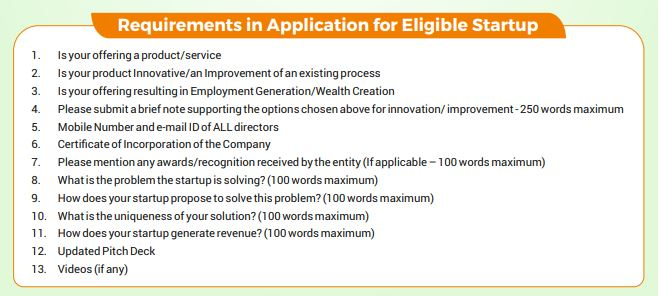 Requirements in Application for Eligible Startup
1. Is your offering a product/service
2. Is your product Innovative/an Improvement of an existing process
3. Is your offering resulting in Employment Generation/Wealth Creation
4. Please submit a brief note supporting the options chosen above for innovation/ improvement - 250 words maximum
5. Mobile Number and e-mail ID of ALL directors
6. Certificate of Incorporation of the Company
7. Please mention any awards/recognition received by the entity (If applicable – 100 words maximum)
8. What is the problem the startup is solving? (100 words maximum)
9. How does your startup propose to solve this problem? (100 words maximum)
10. What is the uniqueness of your solution? (100 words maximum)
11. How does your startup generate revenue? (100 words maximum)
12. Updated Pitch Deck
13. Videos (if any)